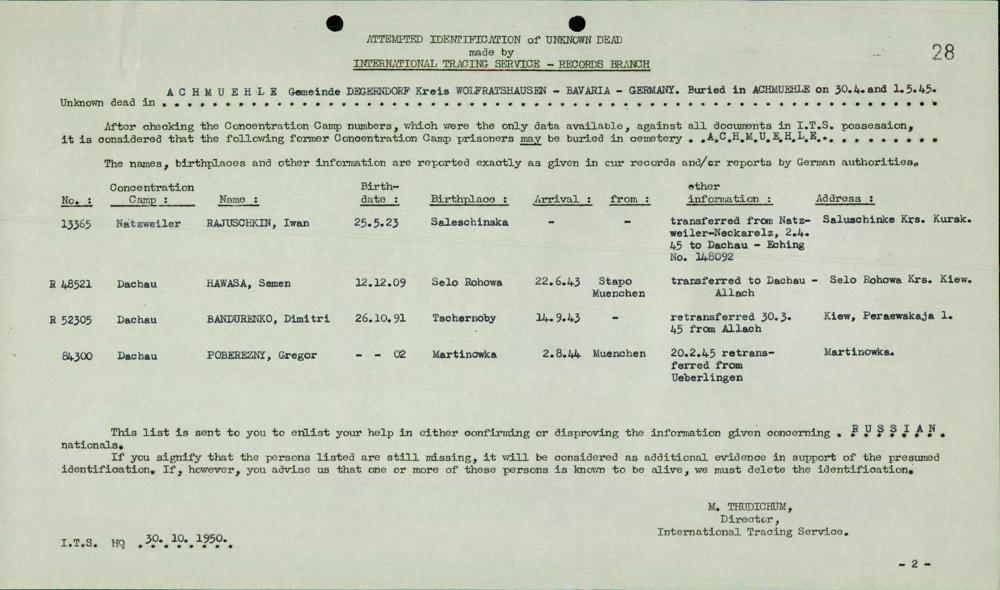 28
ATTEMPTED IDENTIFICATION of UNKNOWN DEAD
made by
INTERNATIONAL TRACING SERVICE - RECORDS BRANCH
Unknown dead in A C H M U E H L E Gemeinde DEGERNDORF Kreis WOLFRATSHAUSEN - BAVARIA - GERMANY. Buried in ACHMUEHLE on 30.4.and 1.5.45.
After checking the Concentration Camp numbers, which were the only data available, against all documents in I.T.S. possession,
it is considered that the following former Concentration Camp prisoners may be buried in cemetery . .A.C.H.M.U.E.H.L.E.. . . . . . . . .
The names, birthplaces and other information are reported exactly as given in our records and/or reports by German authorities.
No. : Concentration Camp : Name : Birth-date : Birthplace : Arrival : from : other information : Address :
13365 Natzweiler RAJUSCHKIN, Iwan 25.5.23 Saleschinska - - transferred from Natz- Saluschinke Krs. Kursk.
weiler-Neckarelz, 2.4.
45 to Dachau - Eching
No. 148092
R 48521 Dachau HAWASA, Semen 12.12.09 Selo Rohowa 22.6.43 Stapo transferred to Dachau - Selo Rohowa Krs. Kiew.
Muenchen Allach
R 52305 Dachau BANDURENKO, Dimitri 26.10.91 Tschernoby 14.9.43 - retransferred 30.3. Kiew, Peraewskaja 1.
45 from Allach
84300 Dachau POBEREZNY, Gregor - - 02 Martinowka 2.8.44 Muenchen 20.2.45 retrans- Martinowka.
ferred from
Ueberlingen
This list is sent to you to enlist your help in either confirming or disproving the information given concerning . R U S S I A N .
nationals.
If you signify that the persons listed are still missing, it will be considered as additional evidence in support of the presumed
identification. If, however, you advise us that one or more of these persons is known to be alive, we must delete the identification.
M. THUDICHUM,
Director,
International Tracing Service.
I.T.S. HQ .30. 10. 1950..
- 2 -